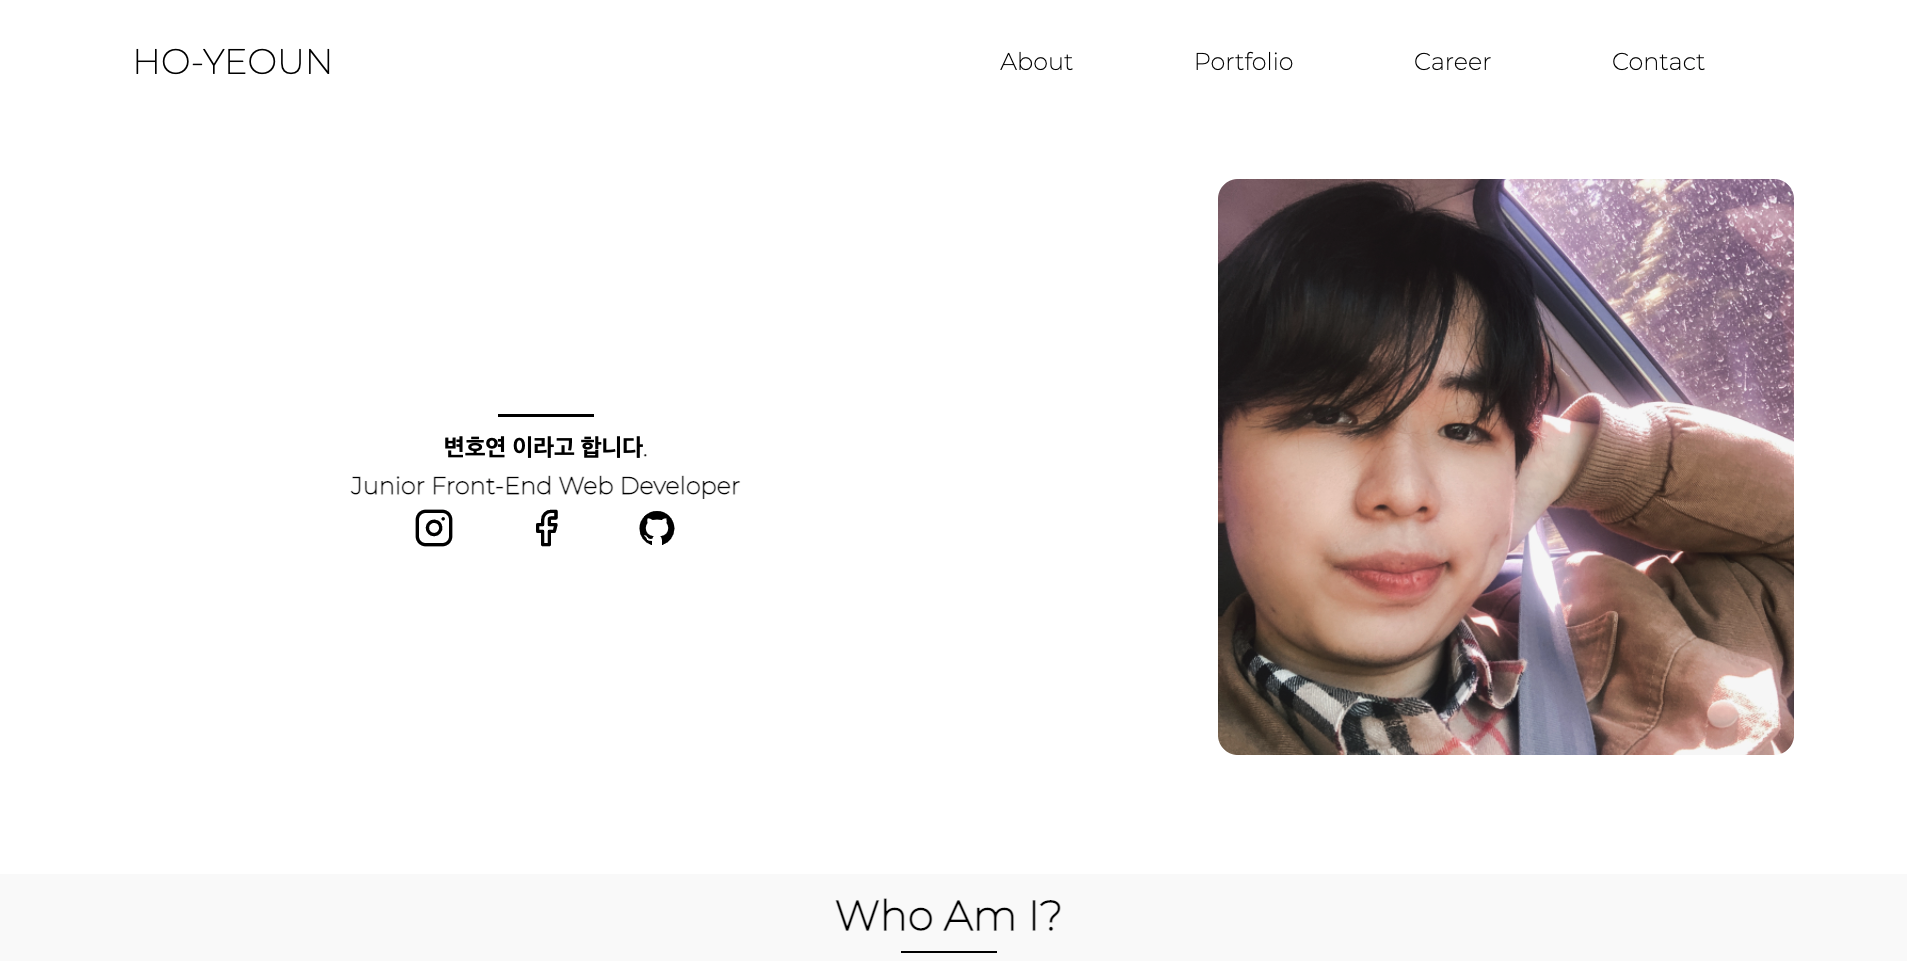 HO-YEOUN
About Portfolio Career Contact
변호연 이라고 합니다.
Junior Front-End Web Developer
Who Am I?